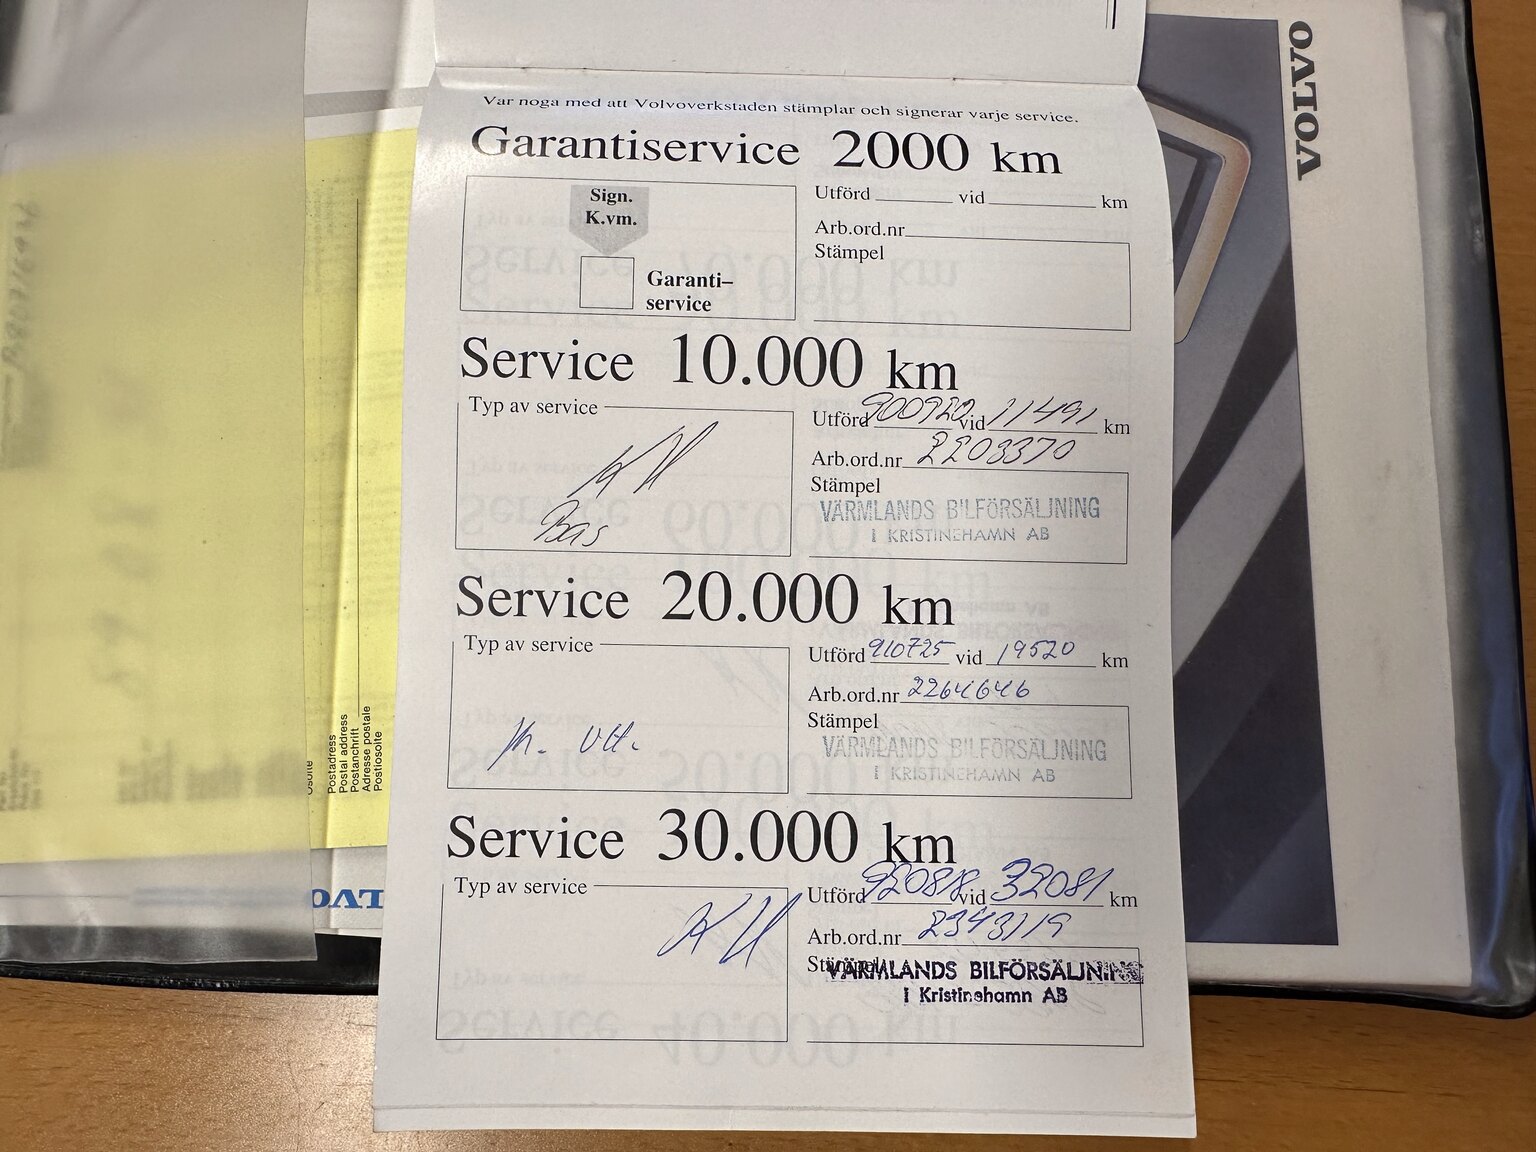 Var noga med att Volvoverkstaden stämplar och signerar varje service.
Garantiservice 2000 km
Sign.
K.vm.
Garanti–
service
Utförd vid km
Arb.ord.nr
Stämpel
Service 10.000 km
Typ av service
Bas
Utförd 900920 vid 11491 km
Arb.ord.nr 2203370
Stämpel
VÄRMLANDS BILFÖRSÄLJNING
I KRISTINEHAMN AB
Service 20.000 km
Typ av service
Utförd 910725 vid 19520 km
Arb.ord.nr 2264646
Stämpel
VÄRMLANDS BILFÖRSÄLJNING
I KRISTINEHAMN AB
Service 30.000 km
Typ av service
Utförd 920818 vid 32081 km
Arb.ord.nr 2343119
Stämpel
VÄRMLANDS BILFÖRSÄLJNING
I Kristinehamn AB
VOLVO
Postadress
Postal address
Postanchrift
Adresse postale
Postiosoite